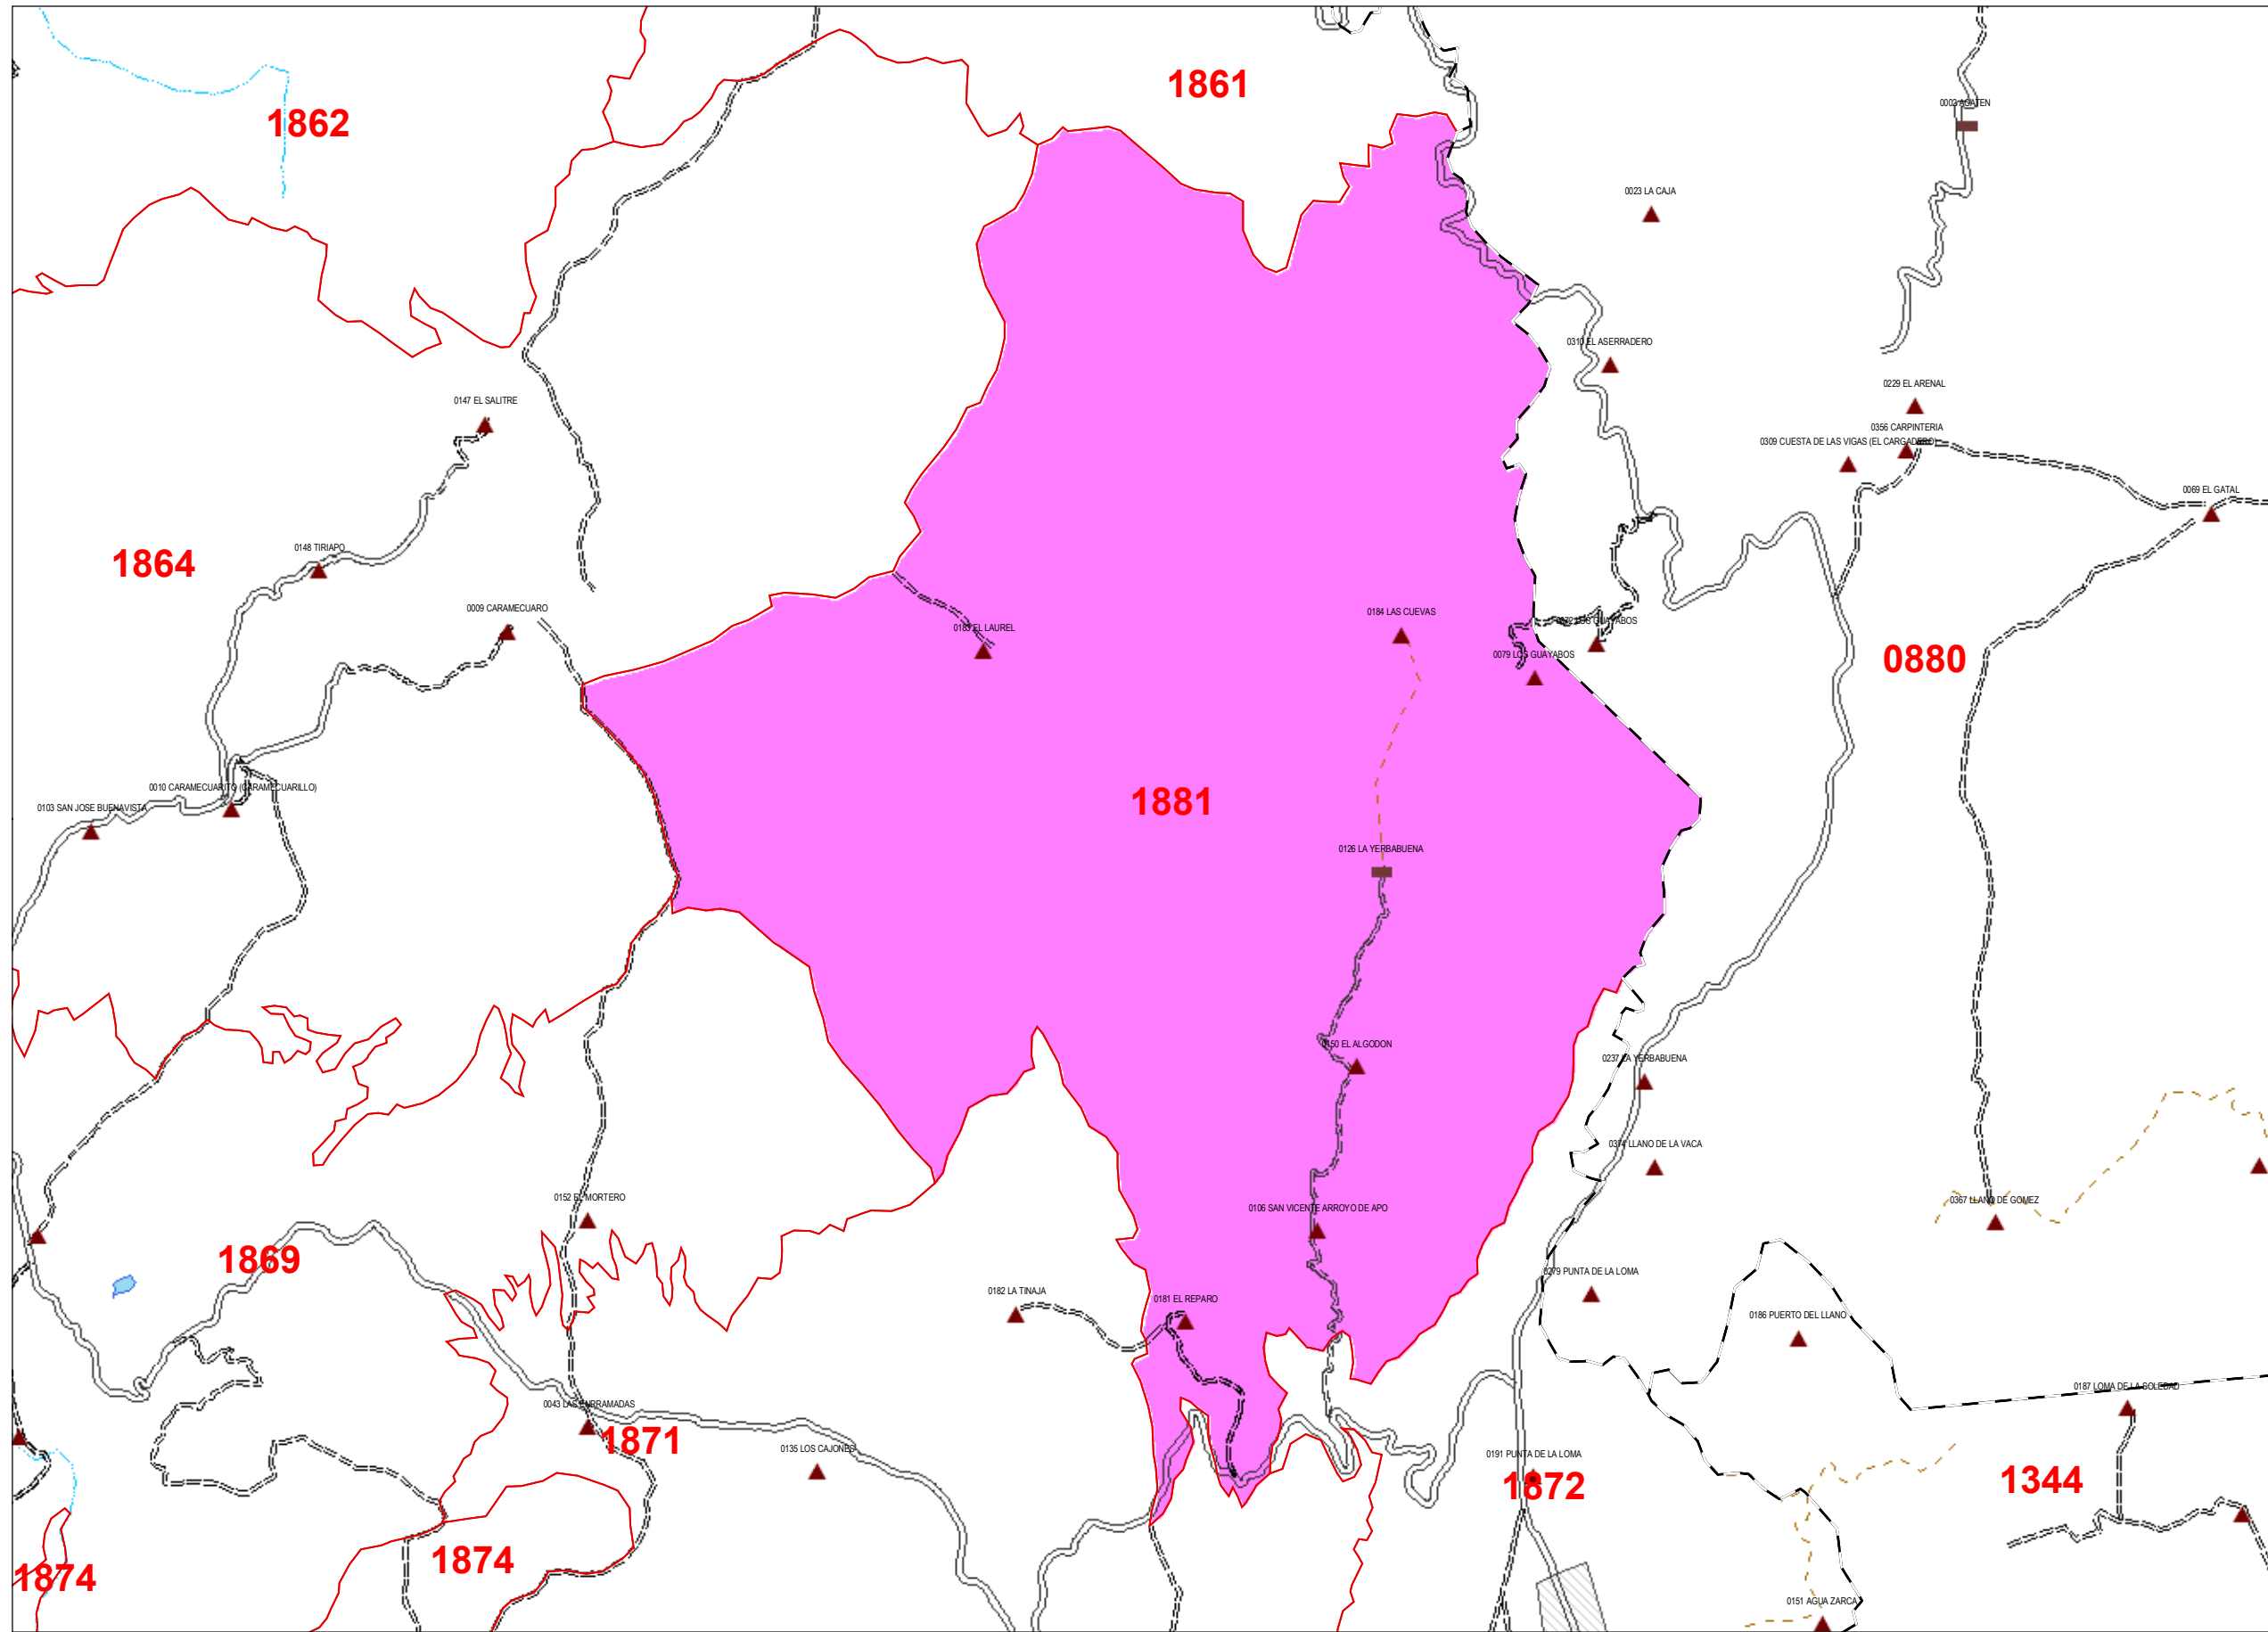 1861
1862
0002 AGATEN
0023 LA CAJA
0310 EL ASERRADERO
0229 EL ARENAL
0147 EL SALITRE
0356 CARPINTERIA
0309 CUESTA DE LAS VIGAS (EL CARGADERO)
0069 EL GATAL
0148 TIRIAPO
1864
0009 CARAMECUARO
0184 LAS CUEVAS
0183 EL LAUREL
LOS GUAYABOS
0079 LOS GUAYABOS
0880
0010 CARAMECUARITO (CARAMECUARILLO)
0103 SAN JOSE BUENAVISTA
1881
0126 LA YERBABUENA
0150 EL ALGODON
0237 LA YERBABUENA
0374 LLANO DE LA VACA
0152 EL MORTERO
0367 LLANO DE GOMEZ
0106 SAN VICENTE ARROYO DE APO
1869
0279 PUNTA DE LA LOMA
0182 LA TINAJA
0181 EL REPARO
0186 PUERTO DEL LLANO
0187 LOMA DE LA SOLEDAD
0043 LAS ENRRAMADAS
1871
0135 LOS CAJONES
0191 PUNTA DE LA LOMA
1872
1344
1874
1874
0151 AGUA ZARCA